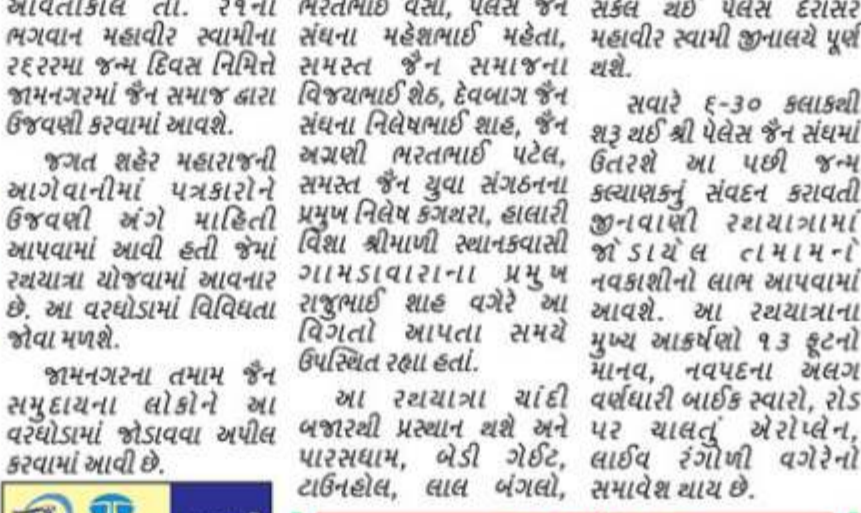 આવતીકાલ તા. ૨૧ના
ભગવાન મહાવીર સ્વામીના
૨૬૨૨મા જન્મ દિવસ નિમિત્તે
જામનગરમાં જૈન સમાજ દ્વારા
ઉજવણી કરવામાં આવશે.
જગત શહેર મહારાજની
આગેવાનીમાં પત્રકારોને
ઉજવણી અંગે માહિતી
આપવામાં આવી હતી જેમાં
રથયાત્રા યોજવામાં આવનાર
છે. આ વરઘોડામાં વિવિધતા
જોવા મળશે.
જામનગરના તમામ જૈન
સમુદાયના લોકોને આ
વરઘોડામાં જોડાવવા અપીલ
કરવામાં આવી છે.
ભરતભાઈ વસા, પેલેસ જૈન
સંઘના મહેશભાઈ મહેતા,
સમસ્ત જૈન સમાજના
વિજયભાઈ શેઠ, દેવબાગ જૈન
સંઘના નિલેષભાઈ શાહ, જૈન
અગ્રણી ભરતભાઈ પટેલ,
સમસ્ત જૈન યુવા સંગઠનના
પ્રમુખ નિલેષ કગથરા, હાલારી
વિશા શ્રીમાળી સ્થાનકવાસી
ગામડાવારાના પ્રમુખ
રાજુભાઈ શાહ વગેરે આ
વિગતો આપતા સમયે
ઉપસ્થિત રહ્યા હતાં.
આ રથયાત્રા ચાંદી
બજારથી પ્રસ્થાન થશે અને
પારસધામ, બેડી ગેઈટ,
ટાઉનહોલ, લાલ બંગલો,
સર્કલ થઈ પેલેસ દેરાસર
મહાવીર સ્વામી જીનાલયે પૂર્ણ
થશે.
સવારે ૬-૩૦ કલાકથી
શરૂ થઈ શ્રી પેલેસ જૈન સંઘમાં
ઉતરશે આ પછી જન્મ
કલ્યાણકનું સંવદન કરાવતી
જીનવાણી રથયાત્રામાં
જોડાયેલ તમામને
નવકાશીનો લાભ આપવામાં
આવશે. આ રથયાત્રાના
મુખ્ય આકર્ષણો ૧૩ ફૂટનો
માનવ, નવપદના અલગ
વર્ણધારી બાઈક સ્વારો, રોડ
પર ચાલતું એરોપ્લેન,
લાઈવ રંગોળી વગેરેનો
સમાવેશ થાય છે.